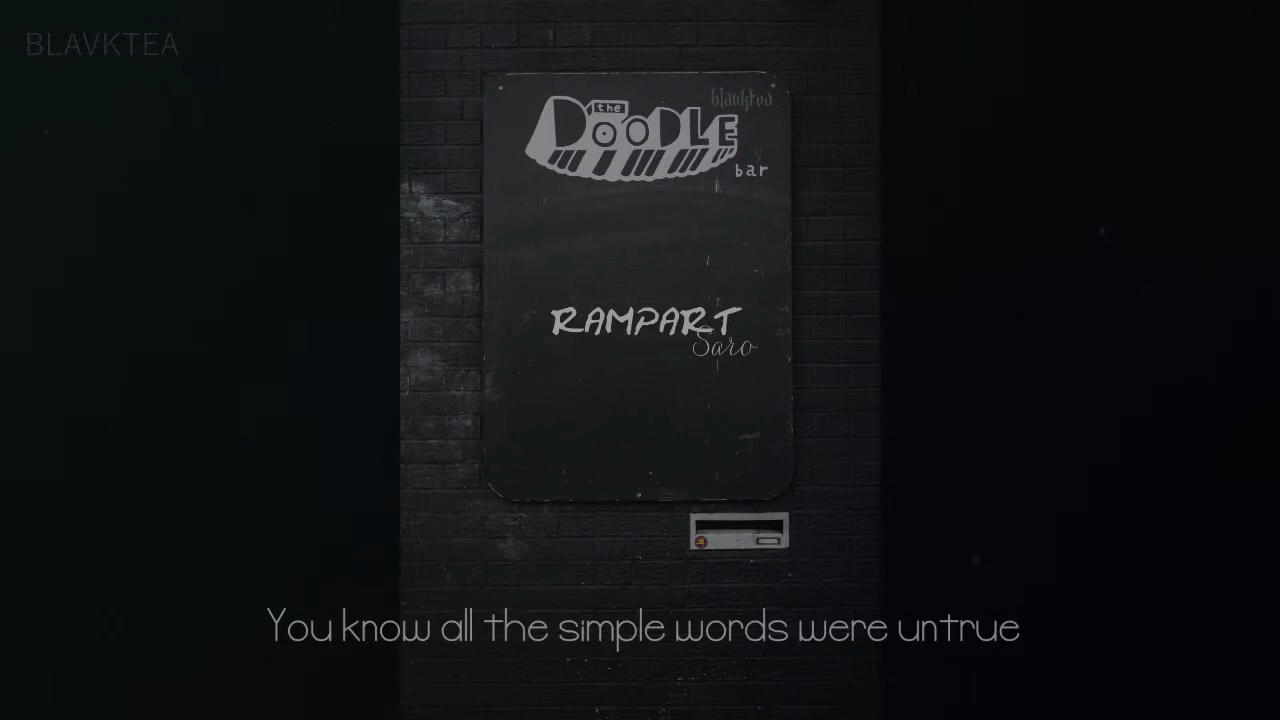 BLAVKTEA
blavktea
the
DOODLE
bar
RAMPART
Saro
You know all the simple words were untrue